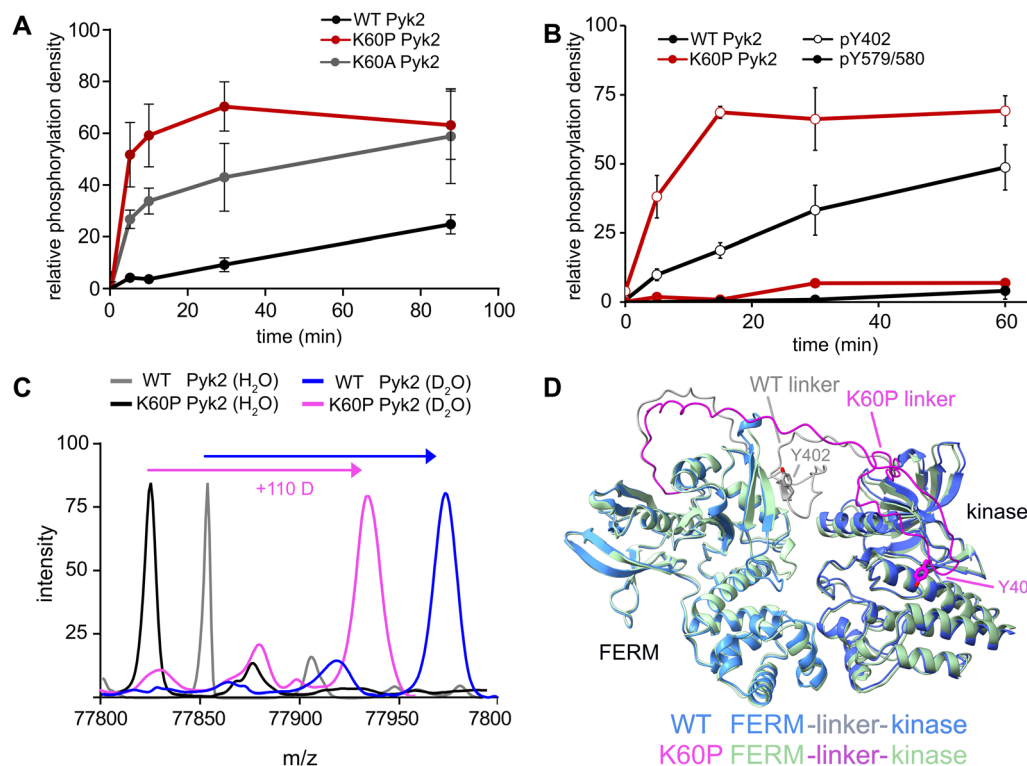 A
WT Pyk2
K60P Pyk2
K60A Pyk2
relative phosphorylation density
100
80
60
40
20
0
0 20 40 60 80 100
time (min)
B
WT Pyk2 pY402
K60P Pyk2 pY579/580
relative phosphorylation density
75
50
25
0
0 20 40 60
time (min)
C
WT Pyk2 (H2O) WT Pyk2 (D2O)
K60P Pyk2 (H2O) K60P Pyk2 (D2O)
intensity
100
75
50
25
+110 D
77800 77850 77900 77950 7800
m/z
D
WT linker
K60P linker
Y402
kinase
Y40
FERM
WT FERM-linker-kinase
K60P FERM-linker-kinase